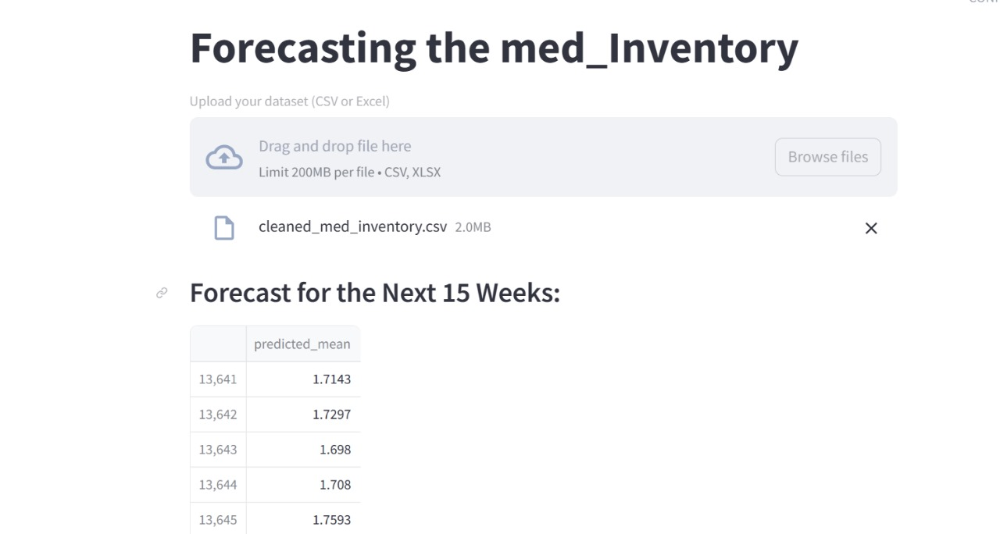 Forecasting the med_Inventory
Upload your dataset (CSV or Excel)
Drag and drop file here
Limit 200MB per file • CSV, XLSX
Browse files
cleaned_med_inventory.csv 2.0MB
Forecast for the Next 15 Weeks:
predicted_mean
13,641 1.7143
13,642 1.7297
13,643 1.698
13,644 1.708
13,645 1.7593